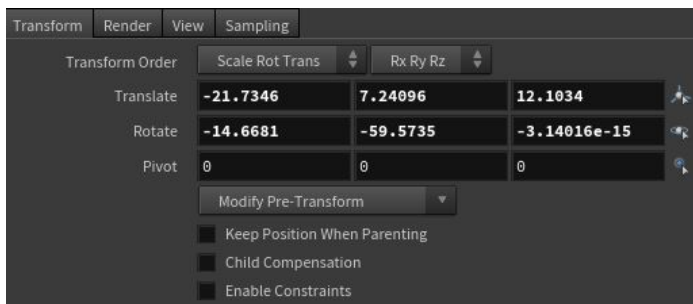 Transform Render View Sampling
Transform Order Scale Rot Trans Rx Ry Rz
Translate -21.7346 7.24096 12.1034
Rotate -14.6681 -59.5735 -3.14016e-15
Pivot 0 0 0
Modify Pre-Transform
Keep Position When Parenting
Child Compensation
Enable Constraints